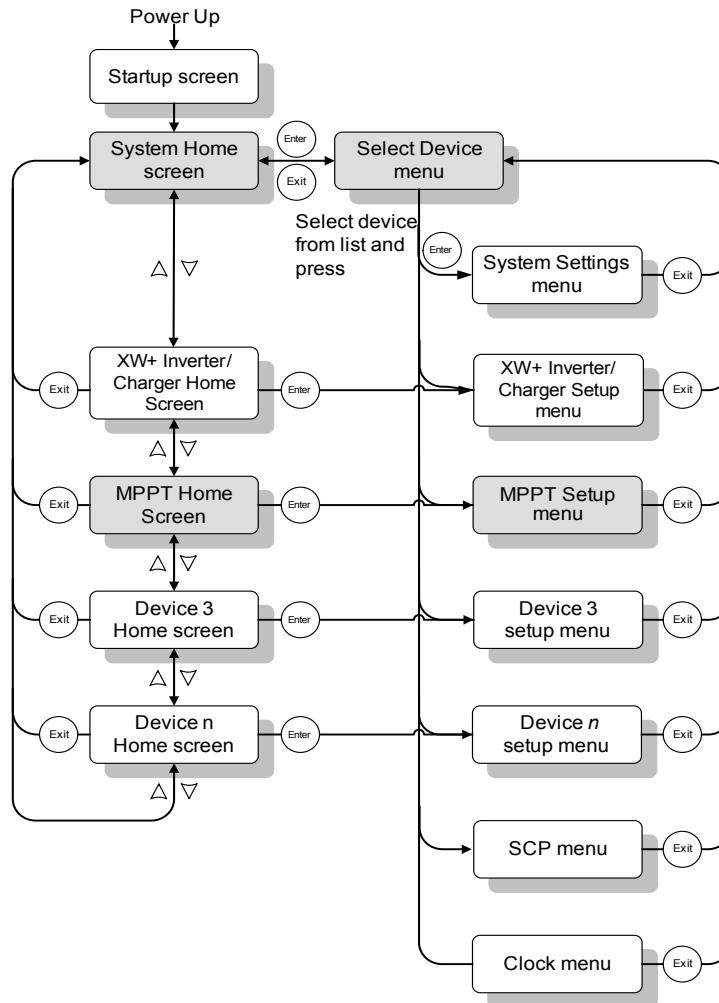 Power Up
Startup screen
System Home
screen
Enter
Exit
Select Device
menu
Select device
from list and
press
Enter
System Settings
menu
Exit
Exit
XW+ Inverter/
Charger Home
Screen
Enter
XW+ Inverter/
Charger Setup
menu
Exit
Exit
MPPT Home
Screen
Enter
MPPT Setup
menu
Exit
Exit
Device 3
Home screen
Enter
Device 3
setup menu
Exit
Exit
Device n
Home screen
Enter
Device n
setup menu
Exit
SCP menu
Exit
Clock menu
Exit